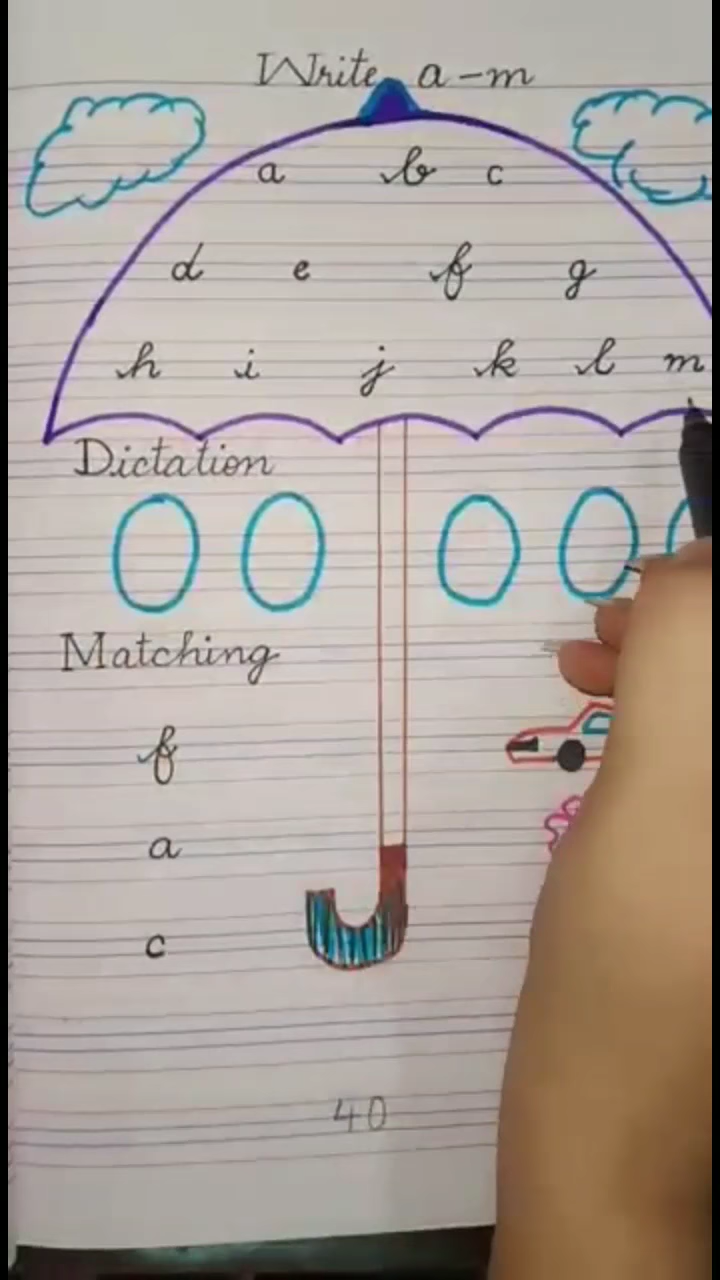 Write a-m
a b c
d e f g
h i j k l m
Dictation
Matching
f
a
c
40